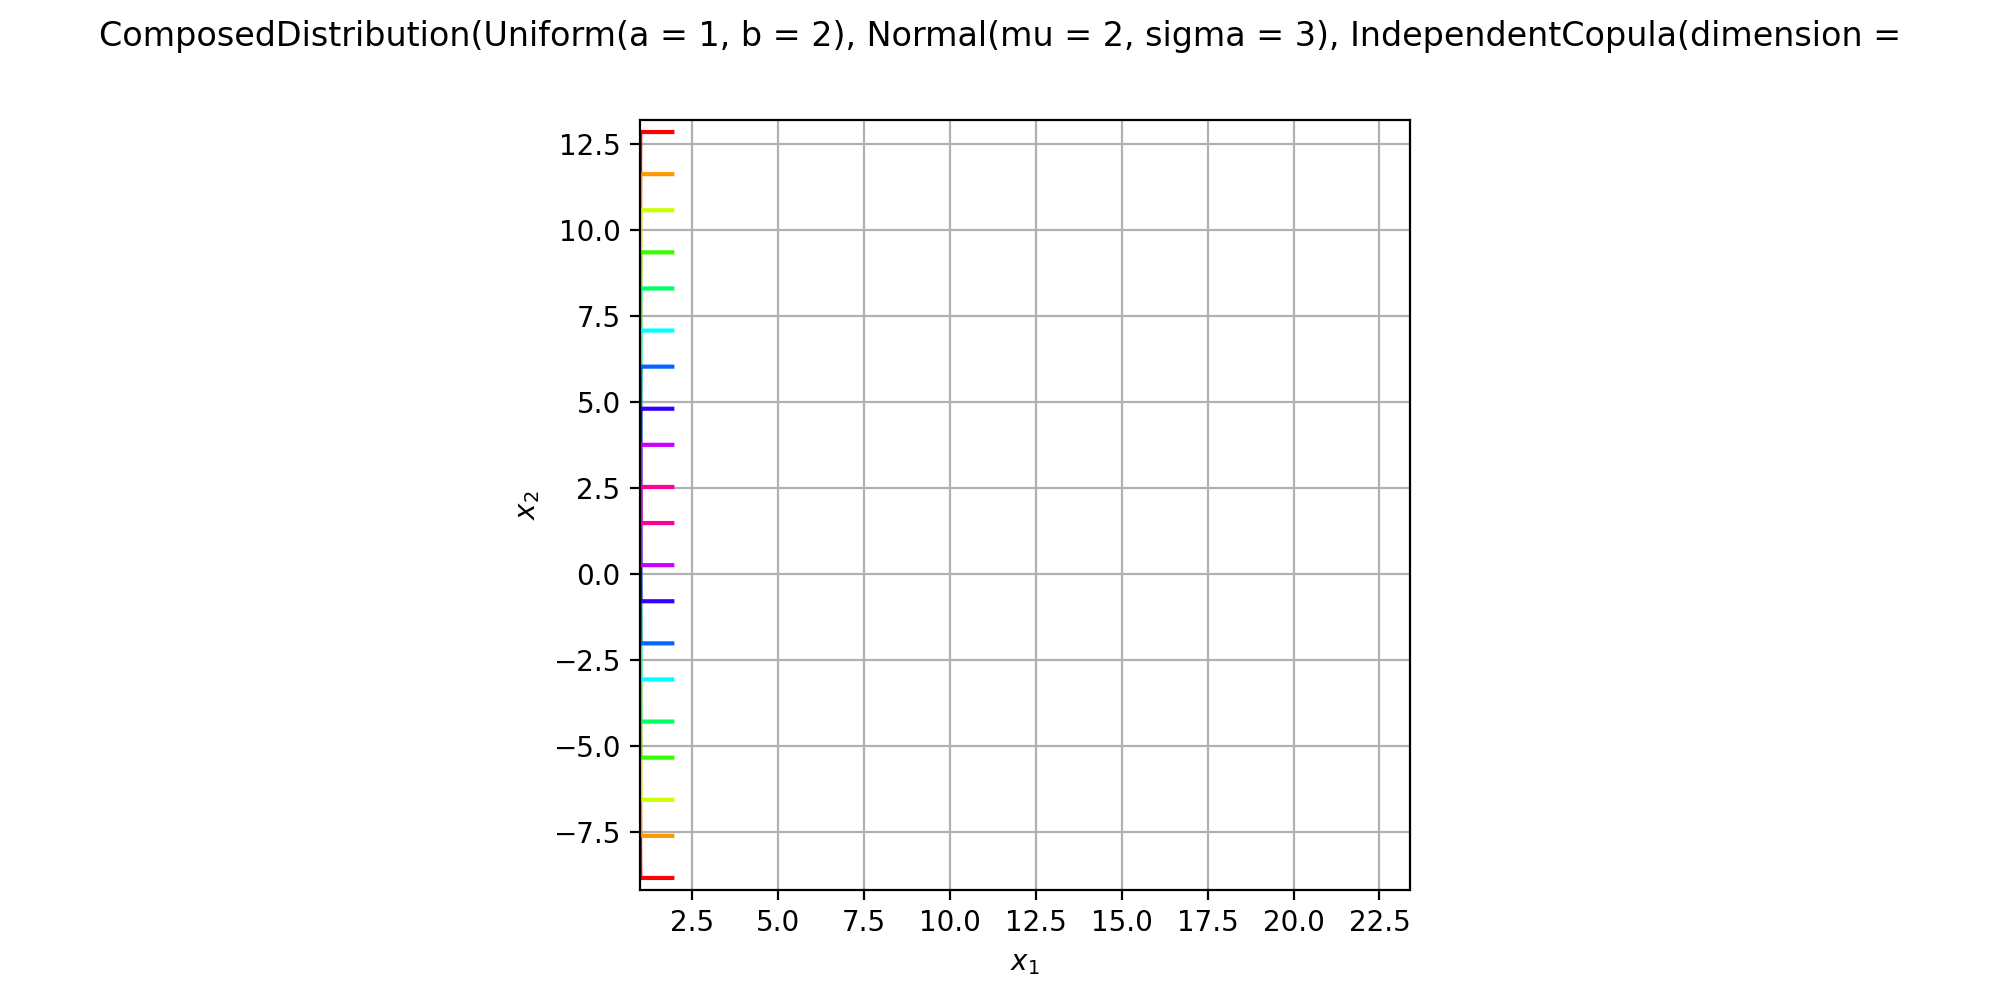 ComposedDistribution(Uniform(a = 1, b = 2), Normal(mu = 2, sigma = 3), IndependentCopula(dimension =
12.5
10.0
7.5
5.0
2.5
0.0
−2.5
−5.0
−7.5
x₂
2.5 5.0 7.5 10.0 12.5 15.0 17.5 20.0 22.5
x₁